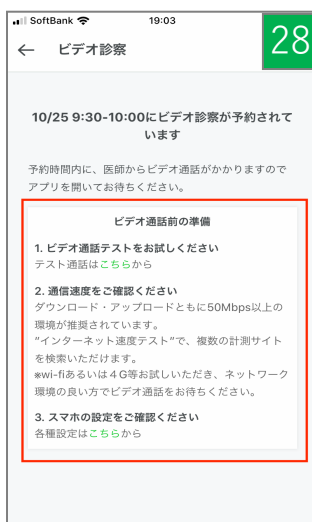 SoftBank 19:03
28
← ビデオ診察
10/25 9:30-10:00にビデオ診察が予約されて
います
予約時間内に、医師からビデオ通話がかかりますので
アプリを開いてお待ちください。
ビデオ通話前の準備
1. ビデオ通話テストをお試しください
テスト通話はこちらから
2. 通信速度をご確認ください
ダウンロード・アップロードともに50Mbps以上の
環境が推奨されています。
"インターネット速度テスト"で、複数の計測サイト
を検索いただけます。
※wi-fiあるいは４G等お試しいただき、ネットワーク
環境の良い方でビデオ通話をお待ちください。
3. スマホの設定をご確認ください
各種設定はこちらから